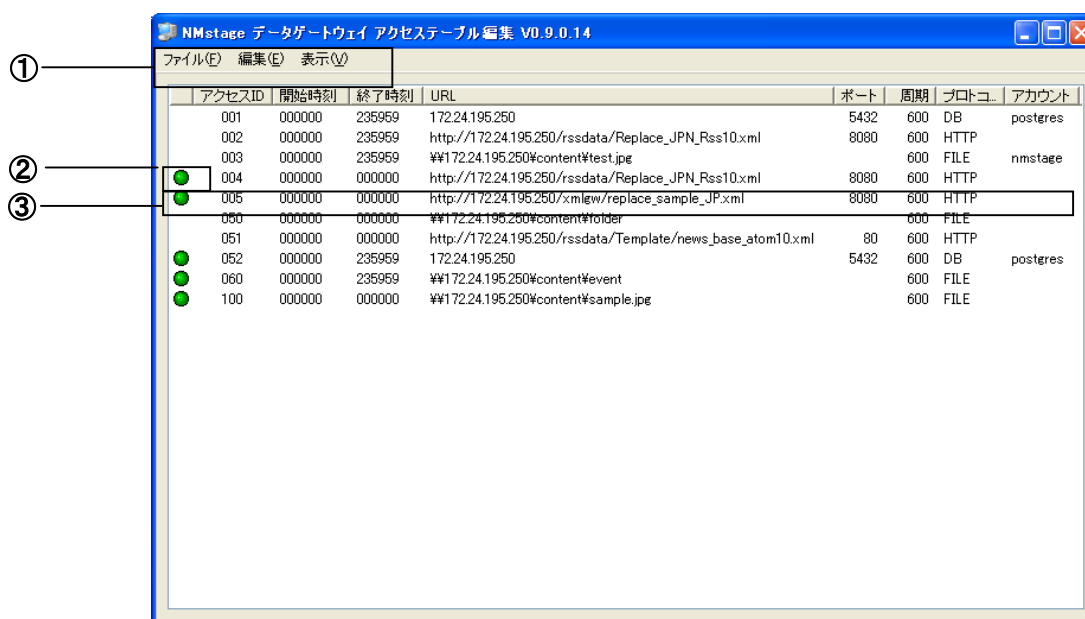 NMstage データゲートウェイ アクセステーブル編集 V0.9.0.14
① ファイル(F) 編集(E) 表示(V)
アクセスID 開始時刻 終了時刻 URL ポート 周期 プロトコ... アカウント
001 000000 235959 172.24.195.250 5432 600 DB postgres
002 000000 235959 http://172.24.195.250/rssdata/Replace_JPN_Rss10.xml 8080 600 HTTP
003 000000 235959 ¥¥172.24.195.250¥content¥test.jpg 600 FILE nmstage
② 004 000000 000000 http://172.24.195.250/rssdata/Replace_JPN_Rss10.xml 8080 600 HTTP
③ 005 000000 000000 http://172.24.195.250/xmlgw/replace_sample_JP.xml 8080 600 HTTP
050 000000 000000 ¥¥172.24.195.250¥content¥folder 600 FILE
051 000000 000000 http://172.24.195.250/rssdata/Template/news_base_atom10.xml 80 600 HTTP
052 000000 235959 172.24.195.250 5432 600 DB postgres
060 000000 235959 ¥¥172.24.195.250¥content¥event 600 FILE
100 000000 000000 ¥¥172.24.195.250¥content¥sample.jpg 600 FILE